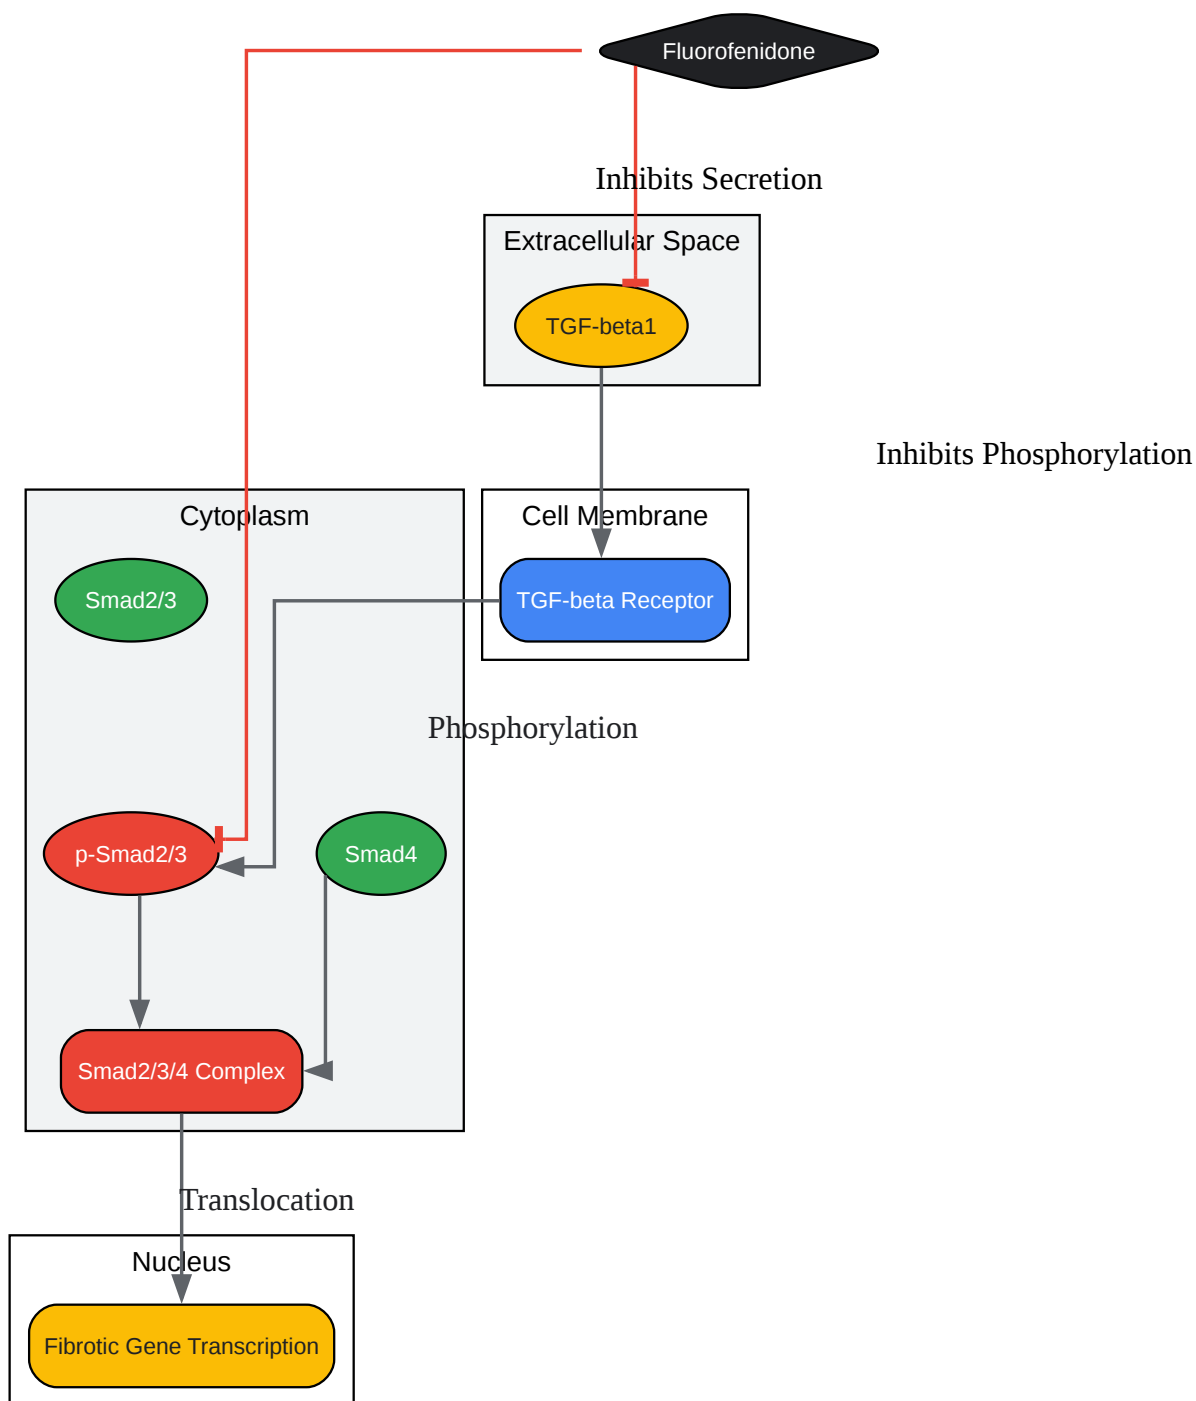 Fluorofenidone
Inhibits Secretion
Extracellular Space
TGF-beta1
Inhibits Phosphorylation
Cytoplasm
Cell Membrane
Smad2/3
TGF-beta Receptor
Phosphorylation
p-Smad2/3
Smad4
Smad2/3/4 Complex
Translocation
Nucleus
Fibrotic Gene Transcription